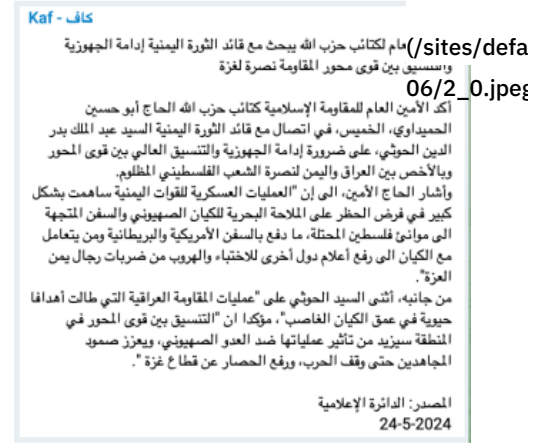 كاف - Kaf
عام لكتائب حزب الله يبحث مع قائد الثورة اليمنية إدامة الجهوزية
والتنسيق بين قوى محور المقاومة نصرة لغزة
(/sites/defa
06/2_0.jpeg
أكد الأمين العام للمقاومة الإسلامية كتائب حزب الله الحاج أبو حسين
الحميداوي، الخميس، في اتصال مع قائد الثورة اليمنية السيد عبد الملك بدر
الدين الحوثي، على ضرورة إدامة الجهوزية والتنسيق العالي بين قوى المحور
وبالأخص بين العراق واليمن لنصرة الشعب الفلسطيني المظلوم.
وأشار الحاج الأمين، الى إن "العمليات العسكرية للقوات اليمنية ساهمت بشكل
كبير في فرض الحظر على الملاحة البحرية للكيان الصهيوني والسفن المتجهة
الى موانئ فلسطين المحتلة، ما دفع بالسفن الأمريكية والبريطانية ومن يتعامل
مع الكيان الى رفع أعلام دول أخرى للاختباء والهروب من ضربات رجال يمن
العزة".
من جانبه، أثنى السيد الحوثي على "عمليات المقاومة العراقية التي طالت أهدافا
حيوية في عمق الكيان الغاصب"، مؤكدا ان "التنسيق بين قوى المحور في
المنطقة سيزيد من تأثير عملياتها ضد العدو الصهيوني، ويعزز صمود
المجاهدين حتى وقف الحرب، ورفع الحصار عن قطاع غزة ".
المصدر: الدائرة الإعلامية
24-5-2024